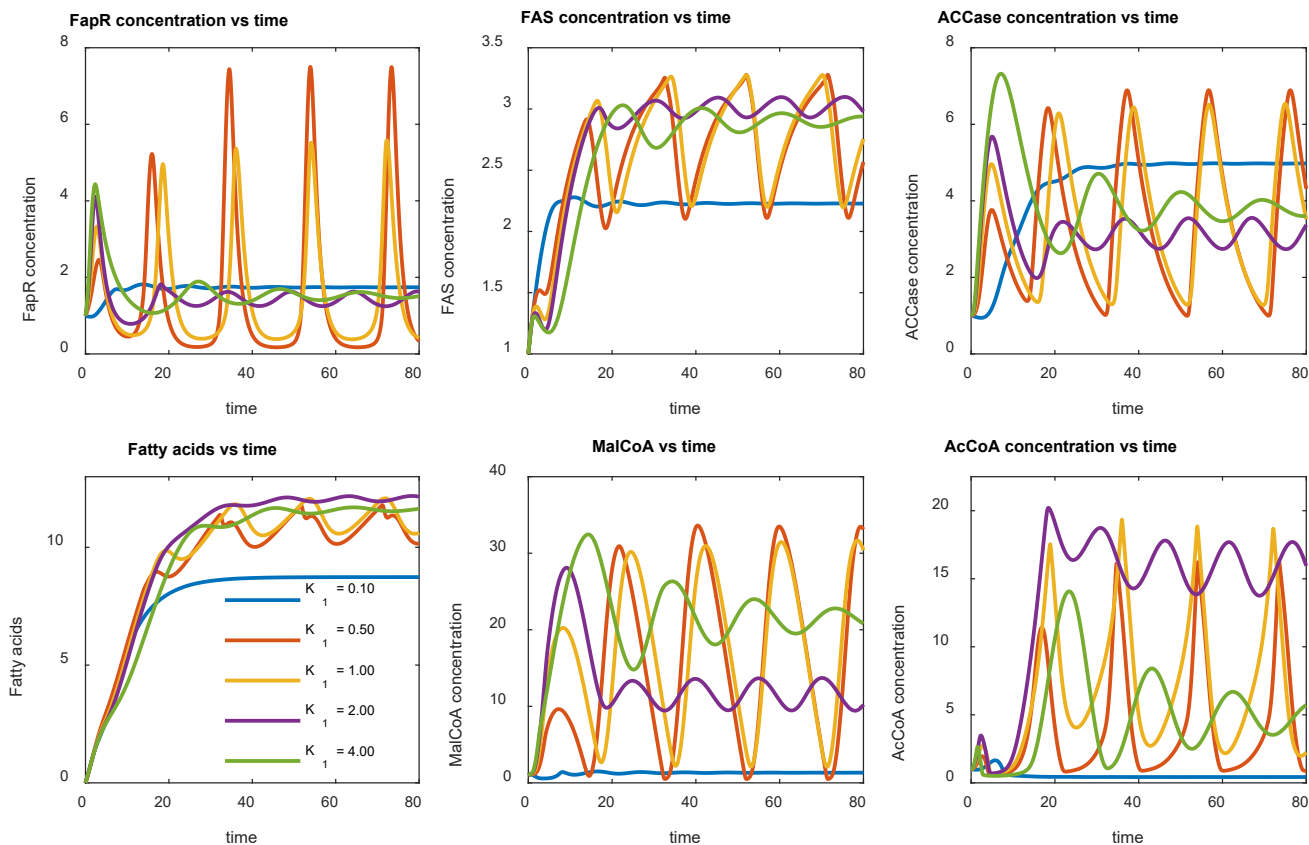 FapR concentration vs time
FAS concentration vs time
ACCase concentration vs time
FapR concentration
8
6
4
2
0
0 20 40 60 80
time
FAS concentration
3.5
3
2.5
2
1.5
1
0 20 40 60 80
time
ACCase concentration
8
6
4
2
0
0 20 40 60 80
time
Fatty acids vs time
MalCoA vs time
AcCoA concentration vs time
Fatty acids
10
5
0
0 20 40 60 80
time
K 1 = 0.10
K 1 = 0.50
K 1 = 1.00
K 1 = 2.00
K 1 = 4.00
MalCoA concentration
40
30
20
10
0
0 20 40 60 80
time
AcCoA concentration
20
15
10
5
0
0 20 40 60 80
time